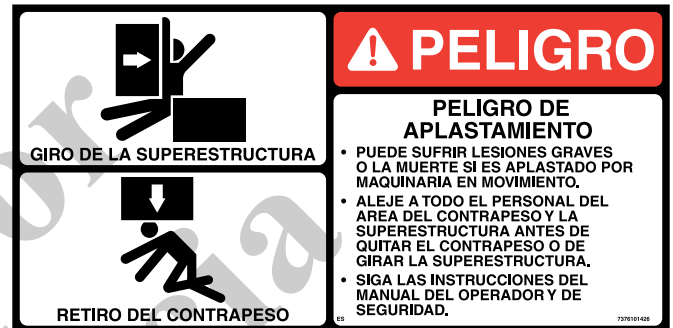 GIRO DE LA SUPERESTRUCTURA
RETIRO DEL CONTRAPESO
PELIGRO
PELIGRO DE
APLASTAMIENTO
• PUEDE SUFRIR LESIONES GRAVES
O LA MUERTE SI ES APLASTADO POR
MAQUINARIA EN MOVIMIENTO.
• ALEJE A TODO EL PERSONAL DEL
AREA DEL CONTRAPESO Y LA
SUPERESTRUCTURA ANTES DE
QUITAR EL CONTRAPESO O DE
GIRAR LA SUPERESTRUCTURA.
• SIGA LAS INSTRUCCIONES DEL
MANUAL DEL OPERADOR Y DE
SEGURIDAD.
ES
7376101426